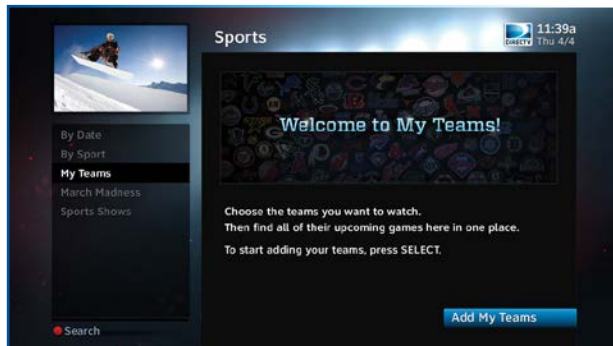 Sports
DIRECTV
11:39a
Thu 4/4
By Date
By Sport
My Teams
March Madness
Sports Shows
Search
Welcome to My Teams!
Choose the teams you want to watch.
Then find all of their upcoming games here in one place.
To start adding your teams, press SELECT.
Add My Teams